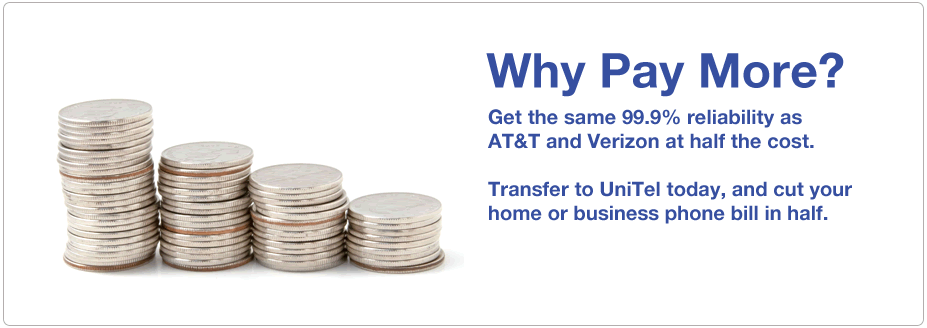 Why Pay More?
Get the same 99.9% reliability as
AT&T and Verizon at half the cost.
Transfer to UniTel today, and cut your
home or business phone bill in half.